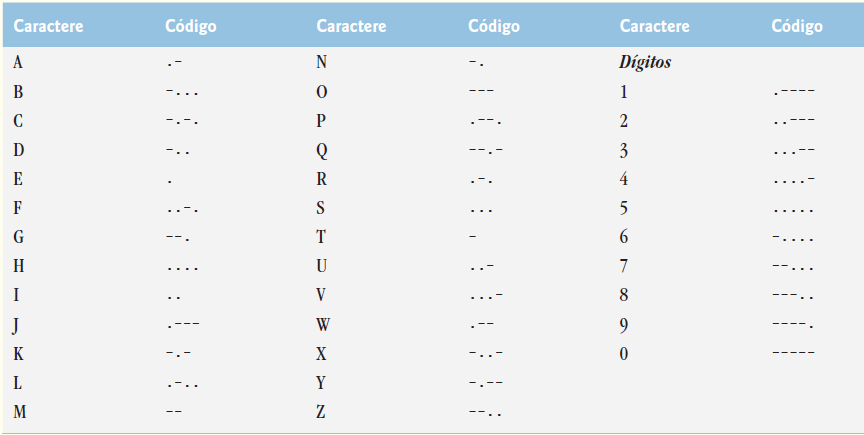 Caractere Código Caractere Código Caractere Código
A .- N -. Dígitos
B -... O --- 1 .----
C -.-. P .--. 2 ..---
D -.. Q --.- 3 ...--
E . R .-. 4 ....-
F ..-. S ... 5 .....
G --. T - 6 -....
H .... U ..- 7 --...
I .. V ...- 8 ---..
J .--- W .-- 9 ----.
K -.- X -..- 0 -----
L .-.. Y -.--
M -- Z --..